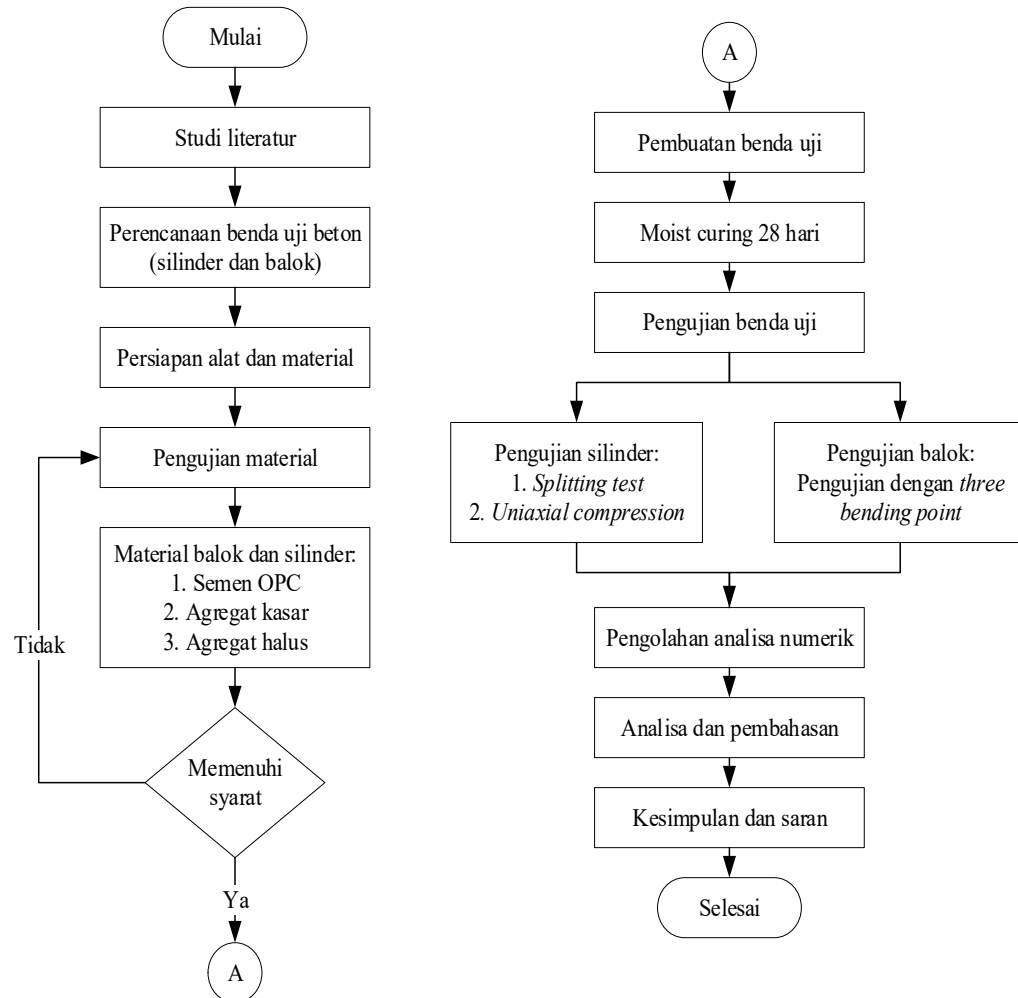 Mulai
Studi literatur
Perencanaan benda uji beton
(silinder dan balok)
Persiapan alat dan material
Pengujian material
Material balok dan silinder:
1. Semen OPC
2. Agregat kasar
3. Agregat halus
Tidak
Memenuhi
syarat
Ya
A
A
Pembuatan benda uji
Moist curing 28 hari
Pengujian benda uji
Pengujian silinder:
1. Splitting test
2. Uniaxial compression
Pengujian balok:
Pengujian dengan three
bending point
Pengolahan analisa numerik
Analisa dan pembahasan
Kesimpulan dan saran
Selesai